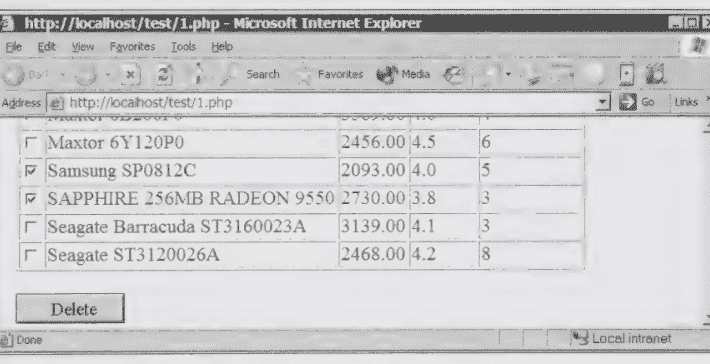 http://localhost/test/1.php - Microsoft Internet Explorer
File Edit View Favorites Tools Help
Search Favorites Media
Address http://localhost/test/1.php Go Links
Maxtor 6Y120P0 2456.00 4.5 6
Samsung SP0812C 2093.00 4.0 5
SAPPHIRE 256MB RADEON 9550 2730.00 3.8 3
Seagate Barracuda ST3160023A 3139.00 4.1 3
Seagate ST3120026A 2468.00 4.2 8
Delete
Done Local intranet